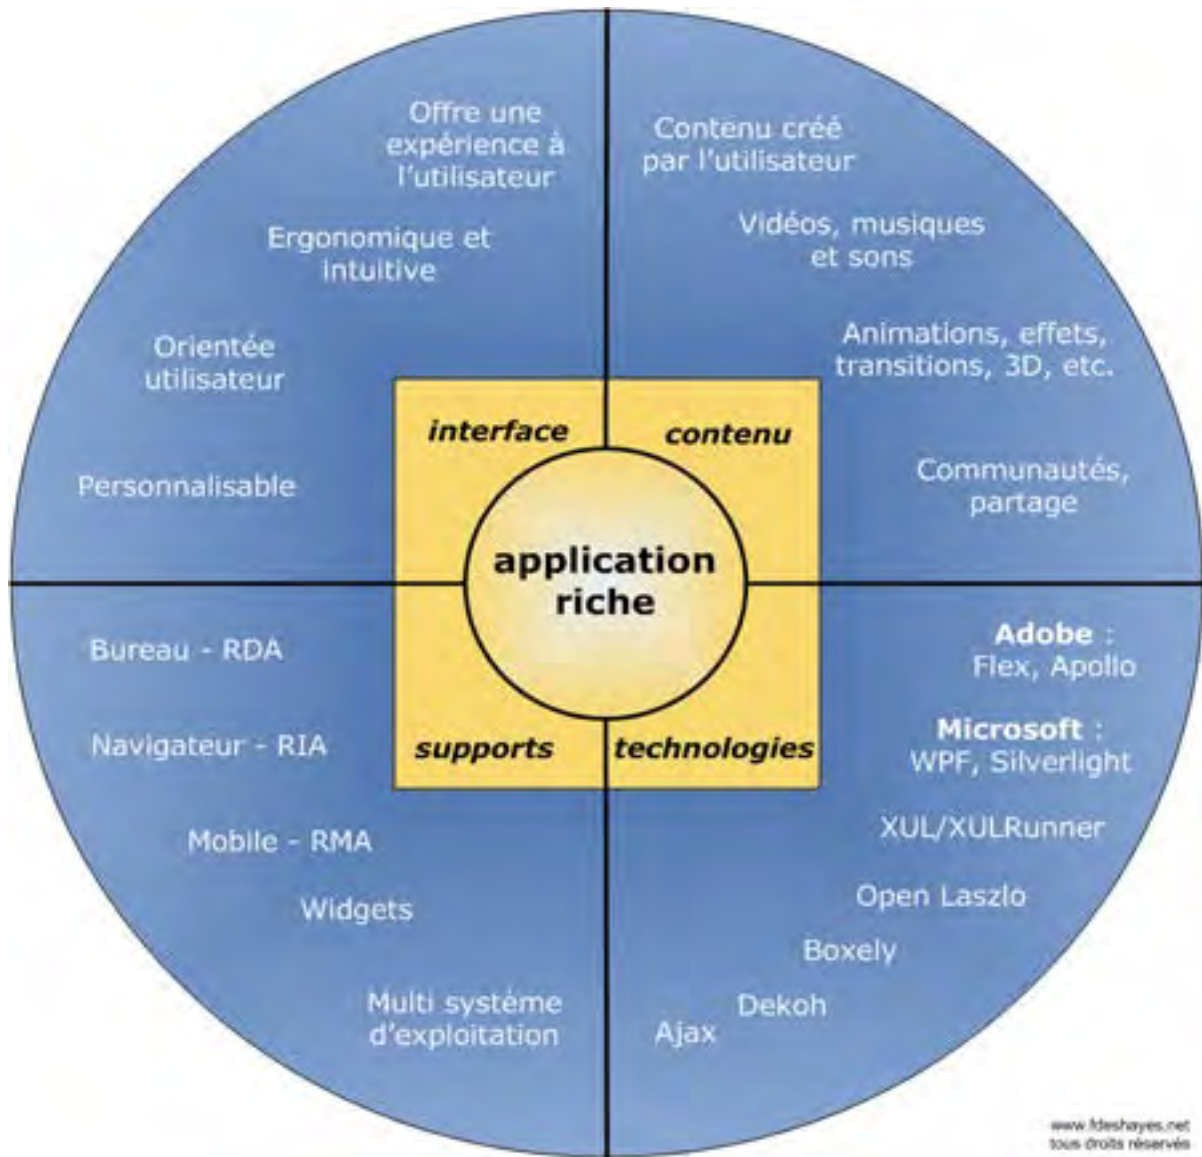 Offre une
expérience à
l'utilisateur
Ergonomique et
intuitive
Orientée
utilisateur
Personnalisable
interface
Contenu créé
par l'utilisateur
Vidéos, musiques
et sons
Animations, effets,
transitions, 3D, etc.
Communautés,
partage
contenu
application
riche
Bureau - RDA
Navigateur - RIA
Mobile - RMA
Widgets
Multi système
d'exploitation
supports
technologies
Adobe :
Flex, Apollo
Microsoft :
WPF, Silverlight
XUL/XULRunner
Open Laszlo
Boxely
Dekoh
Ajax
www.fdeshayes.net
tous droits réservés